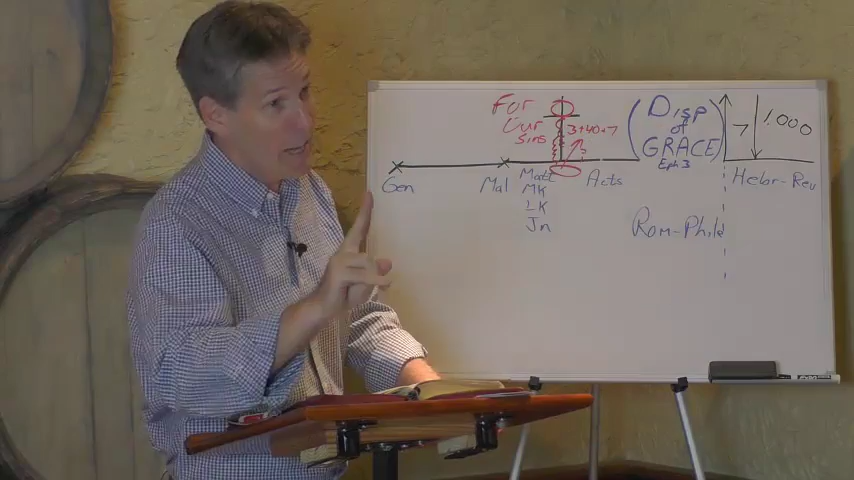 For
Our
sins
3+40+7
?
Gen
Mal
Matt
MK
LK
Jn
Acts
(Disp
of
GRACE)
Eph 3
Rom-Phile
7
1,000
Hebr-Rev